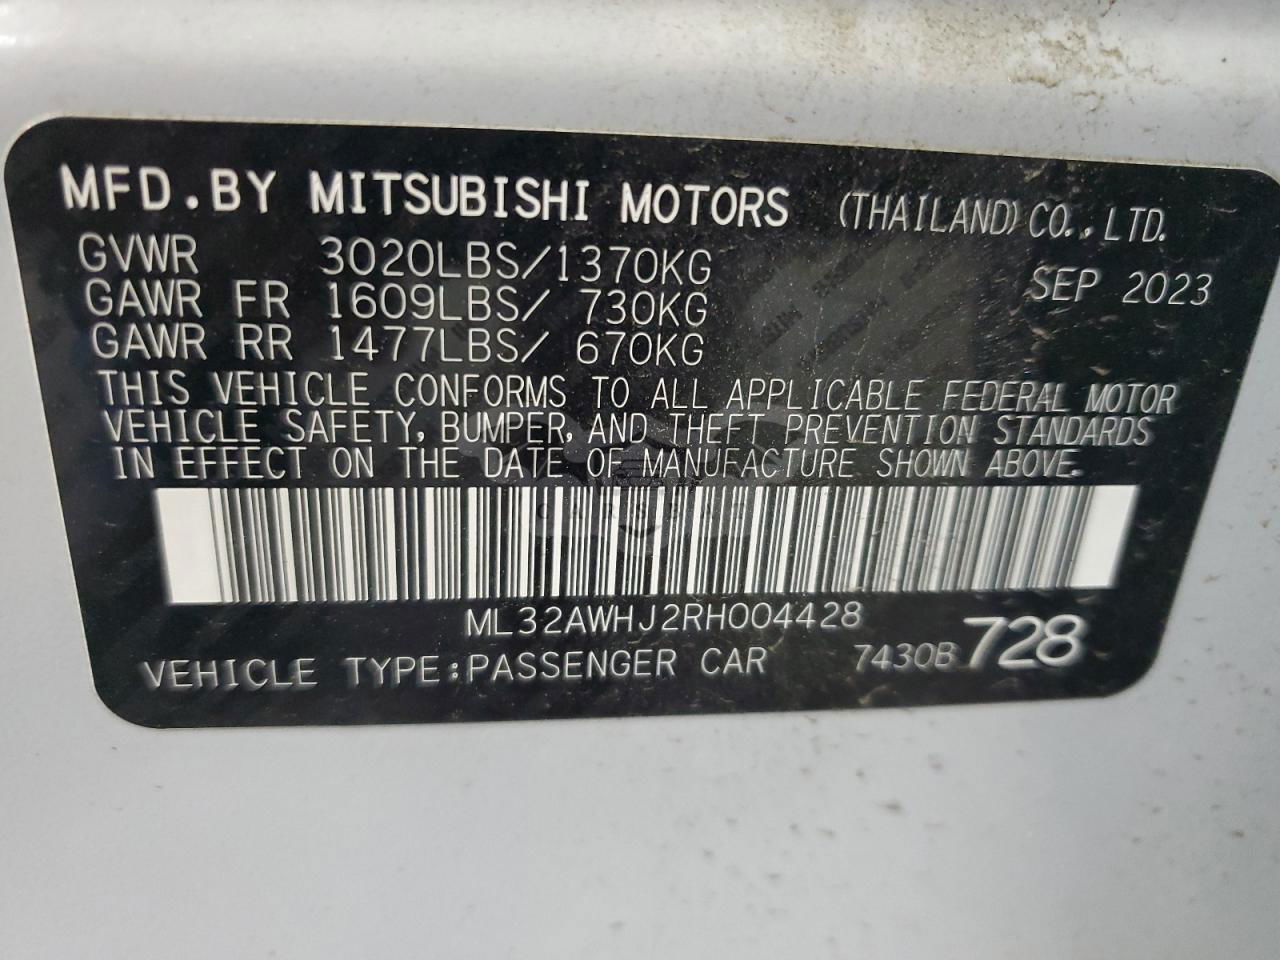 MFD.BY MITSUBISHI MOTORS (THAILAND) CO., LTD.
GVWR 3020LBS/1370KG SEP 2023
GAWR FR 1609LBS/ 730KG
GAWR RR 1477LBS/ 670KG
THIS VEHICLE CONFORMS TO ALL APPLICABLE FEDERAL MOTOR
VEHICLE SAFETY, BUMPER, AND THEFT PREVENTION STANDARDS
IN EFFECT ON THE DATE OF MANUFACTURE SHOWN ABOVE.
ML32AWHJ2RH004428
VEHICLE TYPE:PASSENGER CAR 7430B 728